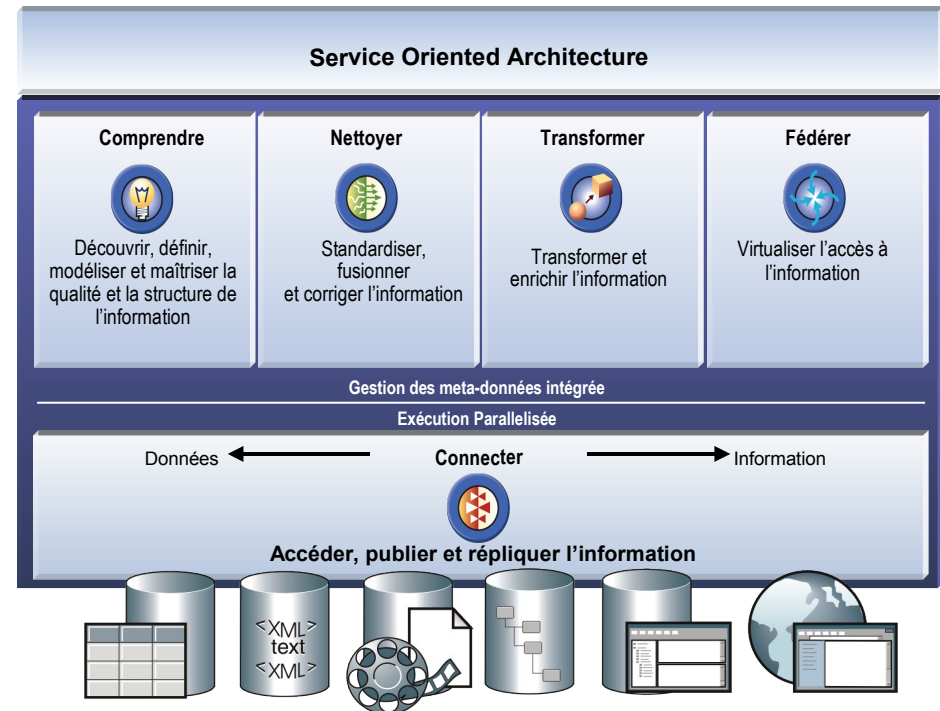 Service Oriented Architecture
Comprendre
Découvrir, définir,
modéliser et maîtriser la
qualité et la structure de
l'information
Nettoyer
Standardiser,
fusionner
et corriger l'information
Transformer
Transformer et
enrichir l'information
Fédérer
Virtualiser l'accès à
l'information
Gestion des meta-données intégrée
Exécution Parallelisée
Données
Connecter
Information
Accéder, publier et répliquer l'information
<XML>
text
<XML>